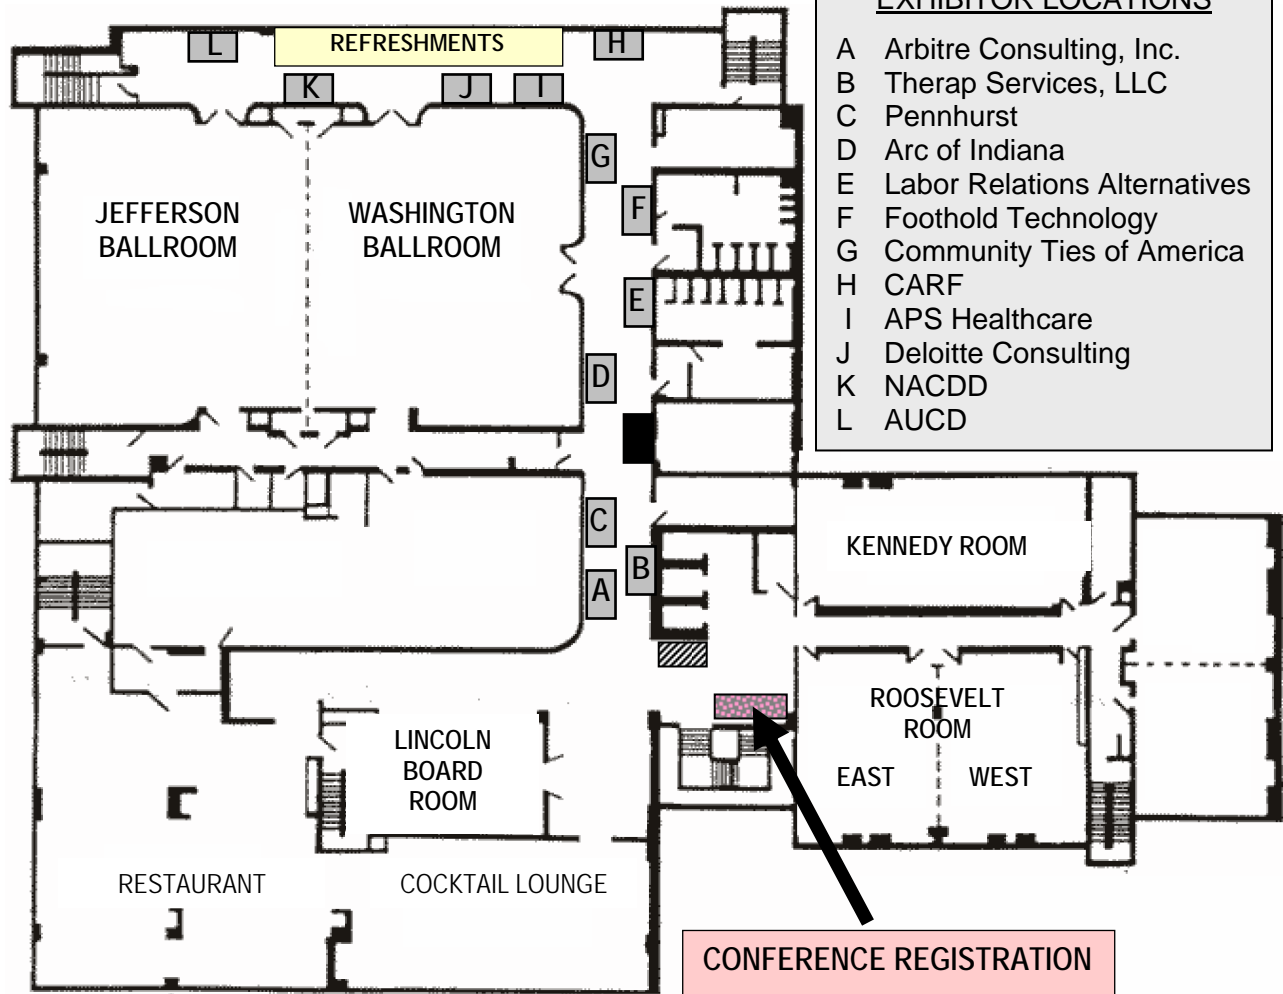 EXHIBITOR LOCATIONS
A Arbitre Consulting, Inc.
B Therap Services, LLC
C Pennhurst
D Arc of Indiana
E Labor Relations Alternatives
F Foothold Technology
G Community Ties of America
H CARF
I APS Healthcare
J Deloitte Consulting
K NACDD
L AUCD
L
REFRESHMENTS
H
K
J
I
G
F
JEFFERSON
BALLROOM
WASHINGTON
BALLROOM
E
D
C
B
A
KENNEDY ROOM
ROOSEVELT
ROOM
EAST
WEST
LINCOLN
BOARD
ROOM
RESTAURANT
COCKTAIL LOUNGE
CONFERENCE REGISTRATION